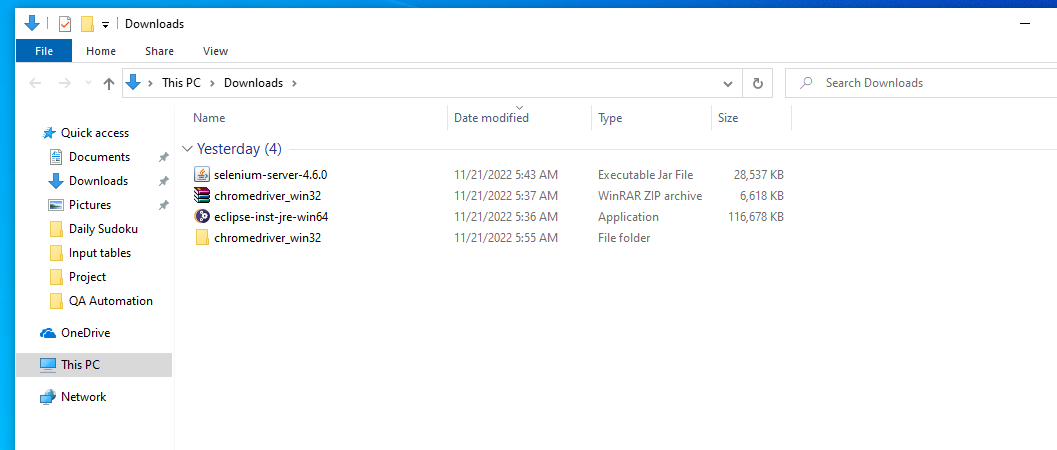 Downloads
File Home Share View
This PC Downloads Search Downloads
Name Date modified Type Size
Quick access
Documents
Downloads
Pictures
Daily Sudoku
Input tables
Project
QA Automation
OneDrive
This PC
Network
Yesterday (4)
selenium-server-4.6.0 11/21/2022 5:43 AM Executable Jar File 28,537 KB
chromedriver_win32 11/21/2022 5:37 AM WinRAR ZIP archive 6,618 KB
eclipse-inst-jre-win64 11/21/2022 5:36 AM Application 116,678 KB
chromedriver_win32 11/21/2022 5:55 AM File folder